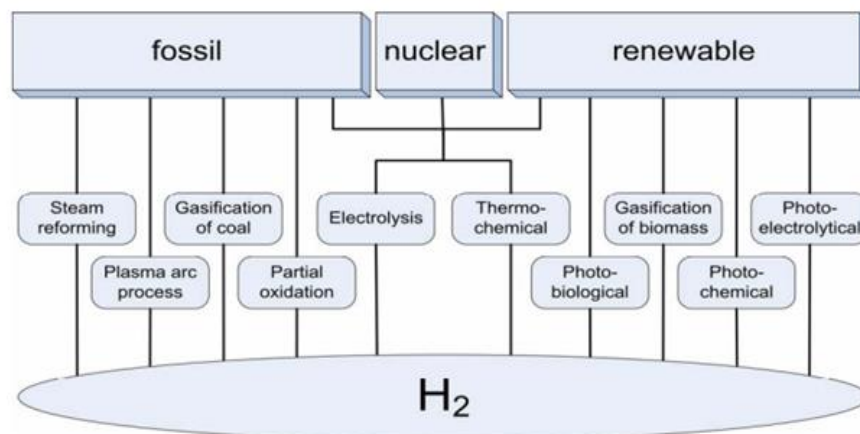 fossil
nuclear
renewable
Steam
reforming
Gasification
of coal
Electrolysis
Thermo-
chemical
Gasification
of biomass
Photo-
electrolytical
Plasma arc
process
Partial
oxidation
Photo-
biological
Photo-
chemical
H₂